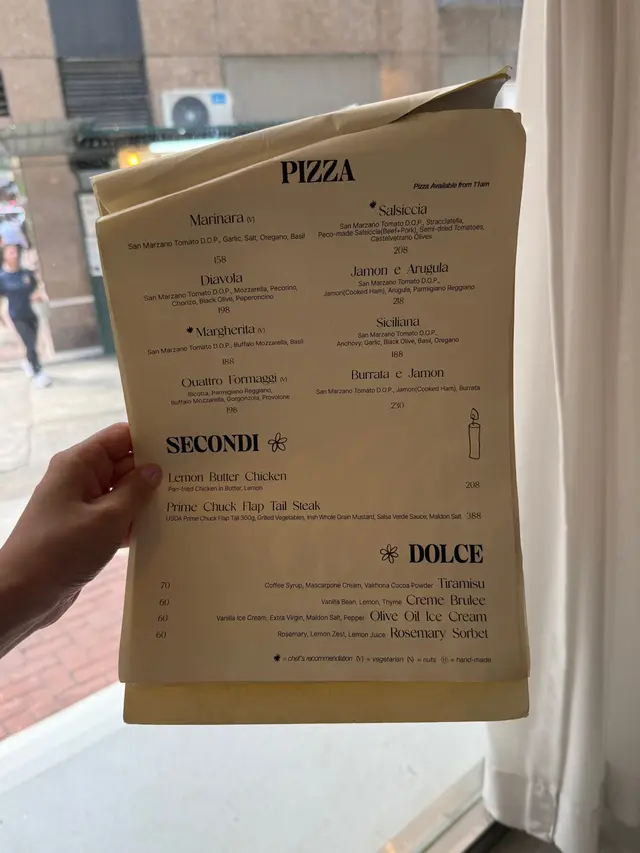 PIZZA
Pizza Available from 11am
Marinara (V)
San Marzano Tomato D.O.P., Garlic, Salt, Oregano, Basil
158
Diavola
San Marzano Tomato D.O.P., Mozzarella, Pecorino,
Chorizo, Black Olive, Peperoncino
198
Margherita (V)
San Marzano Tomato D.O.P., Buffalo Mozzarella, Basil
188
Quattro Formaggi (V)
Ricotta, Parmigiano Reggiano,
Buffalo Mozzarella, Gorgonzola, Provolone
198
Salsiccia
San Marzano Tomato D.O.P., Stracciatella,
Peco-made Salsiccia(Beef+Pork), Semi-dried Tomatoes,
Castelvetrano Olives
208
Jamon e Arugula
San Marzano Tomato D.O.P.,
Jamon(Cooked Ham), Arugula, Parmigiano Reggiano
218
Siciliana
San Marzano Tomato D.O.P.,
Anchovy, Garlic, Black Olive, Basil, Oregano
188
Burrata e Jamon
San Marzano Tomato D.O.P., Jamon(Cooked Ham), Burrata
230
SECONDI
Lemon Butter Chicken
Pan-fried Chicken in Butter, Lemon 208
Prime Chuck Flap Tail Steak
USDA Prime Chuck Flap Tail 300g, Grilled Vegetables, Irish Whole Grain Mustard, Salsa Verde Sauce, Maldon Salt 388
DOLCE
70 Coffee Syrup, Mascarpone Cream, Valrhona Cocoa Powder Tiramisu
60 Vanilla Bean, Lemon, Thyme Creme Brulee
60 Vanilla Ice Cream, Extra Virgin, Maldon Salt, Pepper Olive Oil Ice Cream
60 Rosemary, Lemon Zest, Lemon Juice Rosemary Sorbet
= chef's recommendation (V) = vegetarian (N) = nuts (H) = hand-made